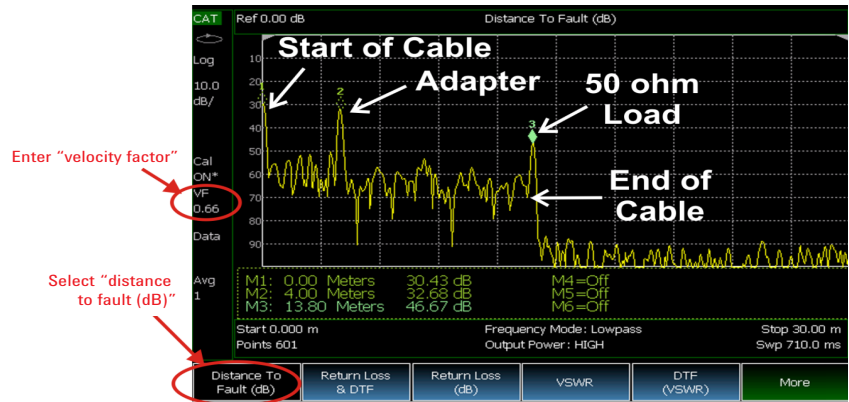 CAT
Ref 0.00 dB
Distance To Fault (dB)
Log
10.0
dB/
Cal
ON*
VF
0.66
Data
Avg
1
10
20
30
40
50
60
70
80
90
Start of Cable
Adapter
50 ohm
Load
End of
Cable
2
3
Enter “velocity factor”
Select “distance
to fault (dB)”
M1: 0.00 Meters 30.43 dB M4=Off
M2: 4.00 Meters 32.68 dB M5=Off
M3: 13.80 Meters 46.67 dB M6=Off
Start 0.000 m Frequency Mode: Lowpass Stop 30.00 m
Points 601 Output Power: HIGH Swp 710.0 ms
Distance To
Fault (dB)
Return Loss
& DTF
Return Loss
(dB)
VSWR
DTF
(VSWR)
More